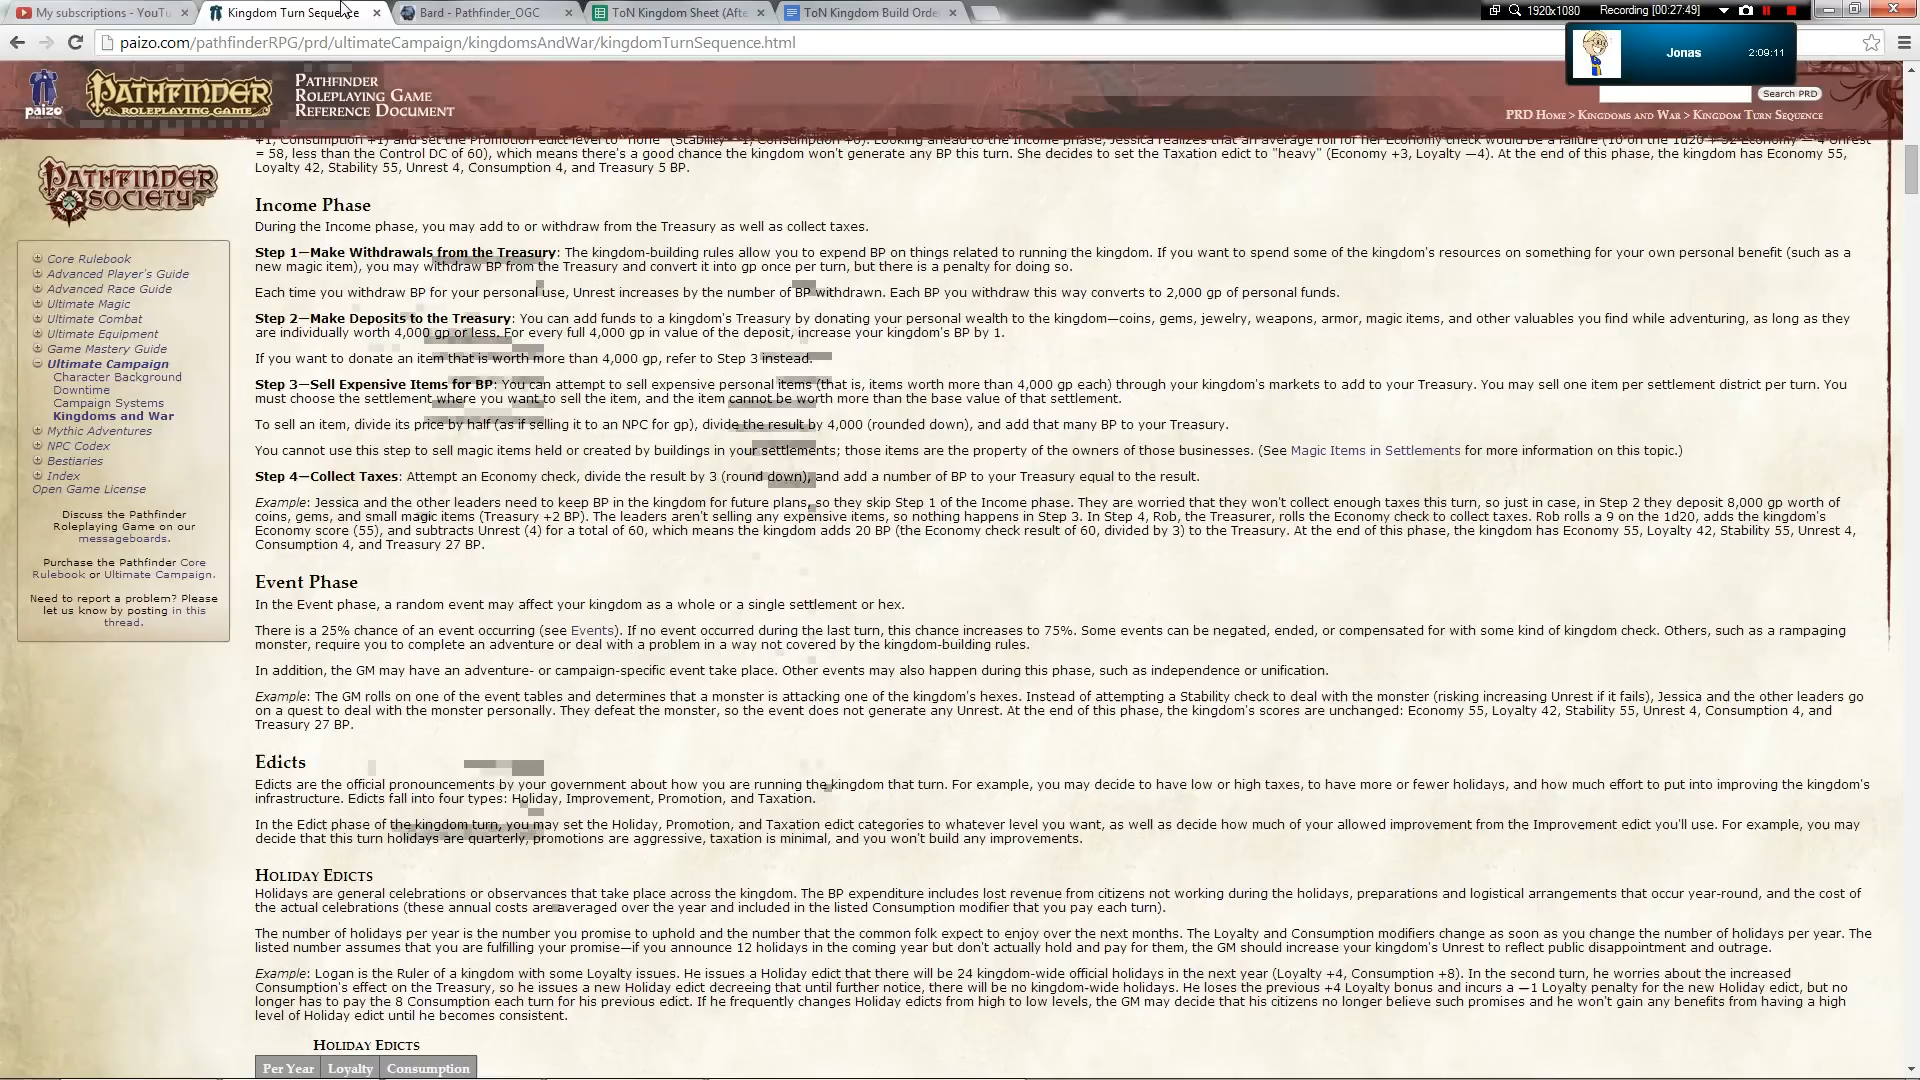 My subscriptions - YouTu
Kingdom Turn Sequence
Bard - Pathfinder_OGC
ToN Kingdom Sheet (Afte
ToN Kingdom Build Orde
1920x1080
Recording [00:27:49]
paizo.com/pathfinderRPG/prd/ultimateCampaign/kingdomsAndWar/kingdomTurnSequence.html
Jonas
2:09:11
paizo
PATHFINDER
ROLEPLAYING GAME
PATHFINDER
ROLEPLAYING GAME
REFERENCE DOCUMENT
Search PRD
PRD HOME > KINGDOMS AND WAR > KINGDOM TURN SEQUENCE
PATHFINDER
SOCIETY
Core Rulebook
Advanced Player's Guide
Advanced Race Guide
Ultimate Magic
Ultimate Combat
Ultimate Equipment
Game Mastery Guide
Ultimate Campaign
Character Background
Downtime
Campaign Systems
Kingdoms and War
Mythic Adventures
NPC Codex
Bestiaries
Index
Open Game License
Discuss the Pathfinder
Roleplaying Game on our
messageboards.
Purchase the Pathfinder Core
Rulebook or Ultimate Campaign.
Need to report a problem? Please
let us know by posting in this
thread.
+1, Consumption +1) and set the Promotion edict level to "none" (Stability Consumption Looking ahead to the Income phase, Jessica realizes that an average roll for her Economy check would be a failure (10 on the 1d20 + 52 Economy — 4 Unrest
= 58, less than the Control DC of 60), which means there's a good chance the kingdom won't generate any BP this turn. She decides to set the Taxation edict to "heavy" (Economy +3, Loyalty —4). At the end of this phase, the kingdom has Economy 55,
Loyalty 42, Stability 55, Unrest 4, Consumption 4, and Treasury 5 BP.
Income Phase
During the Income phase, you may add to or withdraw from the Treasury as well as collect taxes.
Step 1—Make Withdrawals from the Treasury: The kingdom-building rules allow you to expend BP on things related to running the kingdom. If you want to spend some of the kingdom's resources on something for your own personal benefit (such as a
new magic item), you may withdraw BP from the Treasury and convert it into gp once per turn, but there is a penalty for doing so.
Each time you withdraw BP for your personal use, Unrest increases by the number of BP withdrawn. Each BP you withdraw this way converts to 2,000 gp of personal funds.
Step 2—Make Deposits to the Treasury: You can add funds to a kingdom's Treasury by donating your personal wealth to the kingdom—coins, gems, jewelry, weapons, armor, magic items, and other valuables you find while adventuring, as long as they
are individually worth 4,000 gp or less. For every full 4,000 gp in value of the deposit, increase your kingdom's BP by 1.
If you want to donate an item that is worth more than 4,000 gp, refer to Step 3 instead.
Step 3—Sell Expensive Items for BP: You can attempt to sell expensive personal items (that is, items worth more than 4,000 gp each) through your kingdom's markets to add to your Treasury. You may sell one item per settlement district per turn. You
must choose the settlement where you want to sell the item, and the item cannot be worth more than the base value of that settlement.
To sell an item, divide its price by half (as if selling it to an NPC for gp), divide the result by 4,000 (rounded down), and add that many BP to your Treasury.
You cannot use this step to sell magic items held or created by buildings in your settlements; those items are the property of the owners of those businesses. (See Magic Items in Settlements for more information on this topic.)
Step 4—Collect Taxes: Attempt an Economy check, divide the result by 3 (round down), and add a number of BP to your Treasury equal to the result.
Example: Jessica and the other leaders need to keep BP in the kingdom for future plans, so they skip Step 1 of the Income phase. They are worried that they won't collect enough taxes this turn, so just in case, in Step 2 they deposit 8,000 gp worth of
coins, gems, and small magic items (Treasury +2 BP). The leaders aren't selling any expensive items, so nothing happens in Step 3. In Step 4, Rob, the Treasurer, rolls the Economy check to collect taxes. Rob rolls a 9 on the 1d20, adds the kingdom's
Economy score (55), and subtracts Unrest (4) for a total of 60, which means the kingdom adds 20 BP (the Economy check result of 60, divided by 3) to the Treasury. At the end of this phase, the kingdom has Economy 55, Loyalty 42, Stability 55, Unrest 4,
Consumption 4, and Treasury 27 BP.
Event Phase
In the Event phase, a random event may affect your kingdom as a whole or a single settlement or hex.
There is a 25% chance of an event occurring (see Events). If no event occurred during the last turn, this chance increases to 75%. Some events can be negated, ended, or compensated for with some kind of kingdom check. Others, such as a rampaging
monster, require you to complete an adventure or deal with a problem in a way not covered by the kingdom-building rules.
In addition, the GM may have an adventure- or campaign-specific event take place. Other events may also happen during this phase, such as independence or unification.
Example: The GM rolls on one of the event tables and determines that a monster is attacking one of the kingdom's hexes. Instead of attempting a Stability check to deal with the monster (risking increasing Unrest if it fails), Jessica and the other leaders go
on a quest to deal with the monster personally. They defeat the monster, so the event does not generate any Unrest. At the end of this phase, the kingdom's scores are unchanged: Economy 55, Loyalty 42, Stability 55, Unrest 4, Consumption 4, and
Treasury 27 BP.
Edicts
Edicts are the official pronouncements by your government about how you are running the kingdom that turn. For example, you may decide to have low or high taxes, to have more or fewer holidays, and how much effort to put into improving the kingdom's
infrastructure. Edicts fall into four types: Holiday, Improvement, Promotion, and Taxation.
In the Edict phase of the kingdom turn, you may set the Holiday, Promotion, and Taxation edict categories to whatever level you want, as well as decide how much of your allowed improvement from the Improvement edict you'll use. For example, you may
decide that this turn holidays are quarterly, promotions are aggressive, taxation is minimal, and you won't build any improvements.
HOLIDAY EDICTS
Holidays are general celebrations or observances that take place across the kingdom. The BP expenditure includes lost revenue from citizens not working during the holidays, preparations and logistical arrangements that occur year-round, and the cost of
the actual celebrations (these annual costs are averaged over the year and included in the listed Consumption modifier that you pay each turn).
The number of holidays per year is the number you promise to uphold and the number that the common folk expect to enjoy over the next months. The Loyalty and Consumption modifiers change as soon as you change the number of holidays per year. The
listed number assumes that you are fulfilling your promise—if you announce 12 holidays in the coming year but don't actually hold and pay for them, the GM should increase your kingdom's Unrest to reflect public disappointment and outrage.
Example: Logan is the Ruler of a kingdom with some Loyalty issues. He issues a Holiday edict that there will be 24 kingdom-wide official holidays in the next year (Loyalty +4, Consumption +8). In the second turn, he worries about the increased
Consumption's effect on the Treasury, so he issues a new Holiday edict decreeing that until further notice, there will be no kingdom-wide holidays. He loses the previous +4 Loyalty bonus and incurs a —1 Loyalty penalty for the new Holiday edict, but no
longer has to pay the 8 Consumption each turn for his previous edict. If he frequently changes Holiday edicts from high to low levels, the GM may decide that his citizens no longer believe such promises and he won't gain any benefits from having a high
level of Holiday edict until he becomes consistent.
HOLIDAY EDICTS
Per Year Loyalty Consumption